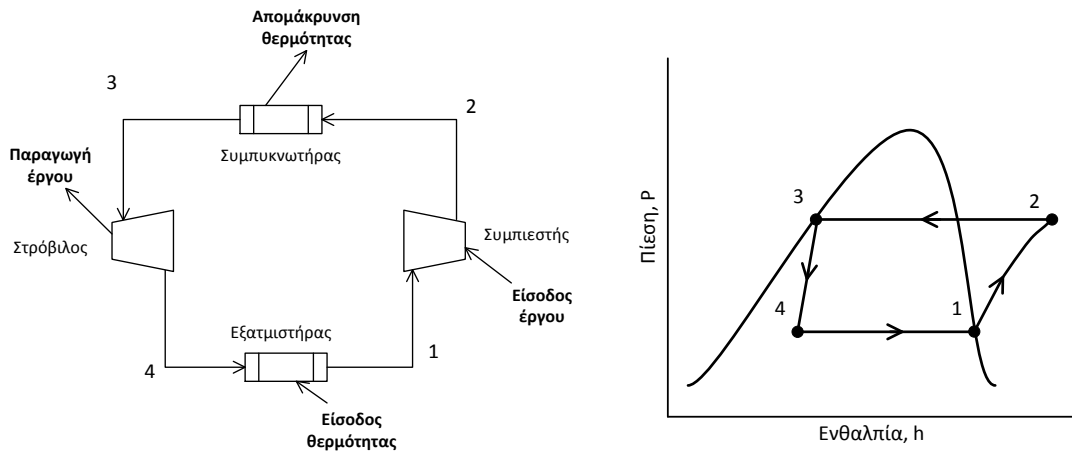 Απομάκρυνση
θερμότητας
3
2
Συμπυκνωτήρας
Παραγωγή
έργου
Στρόβιλος
Συμπιεστής
Είσοδος
έργου
Εξατμιστήρας
4
1
Είσοδος
θερμότητας
Πίεση, P
3
2
4
1
Ενθαλπία, h